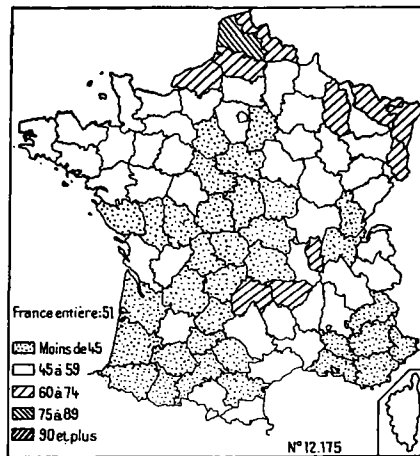 France entière:51
Moins de 45
45 à 59
60 à 74
75 à 89
90 et plus
N° 12.175